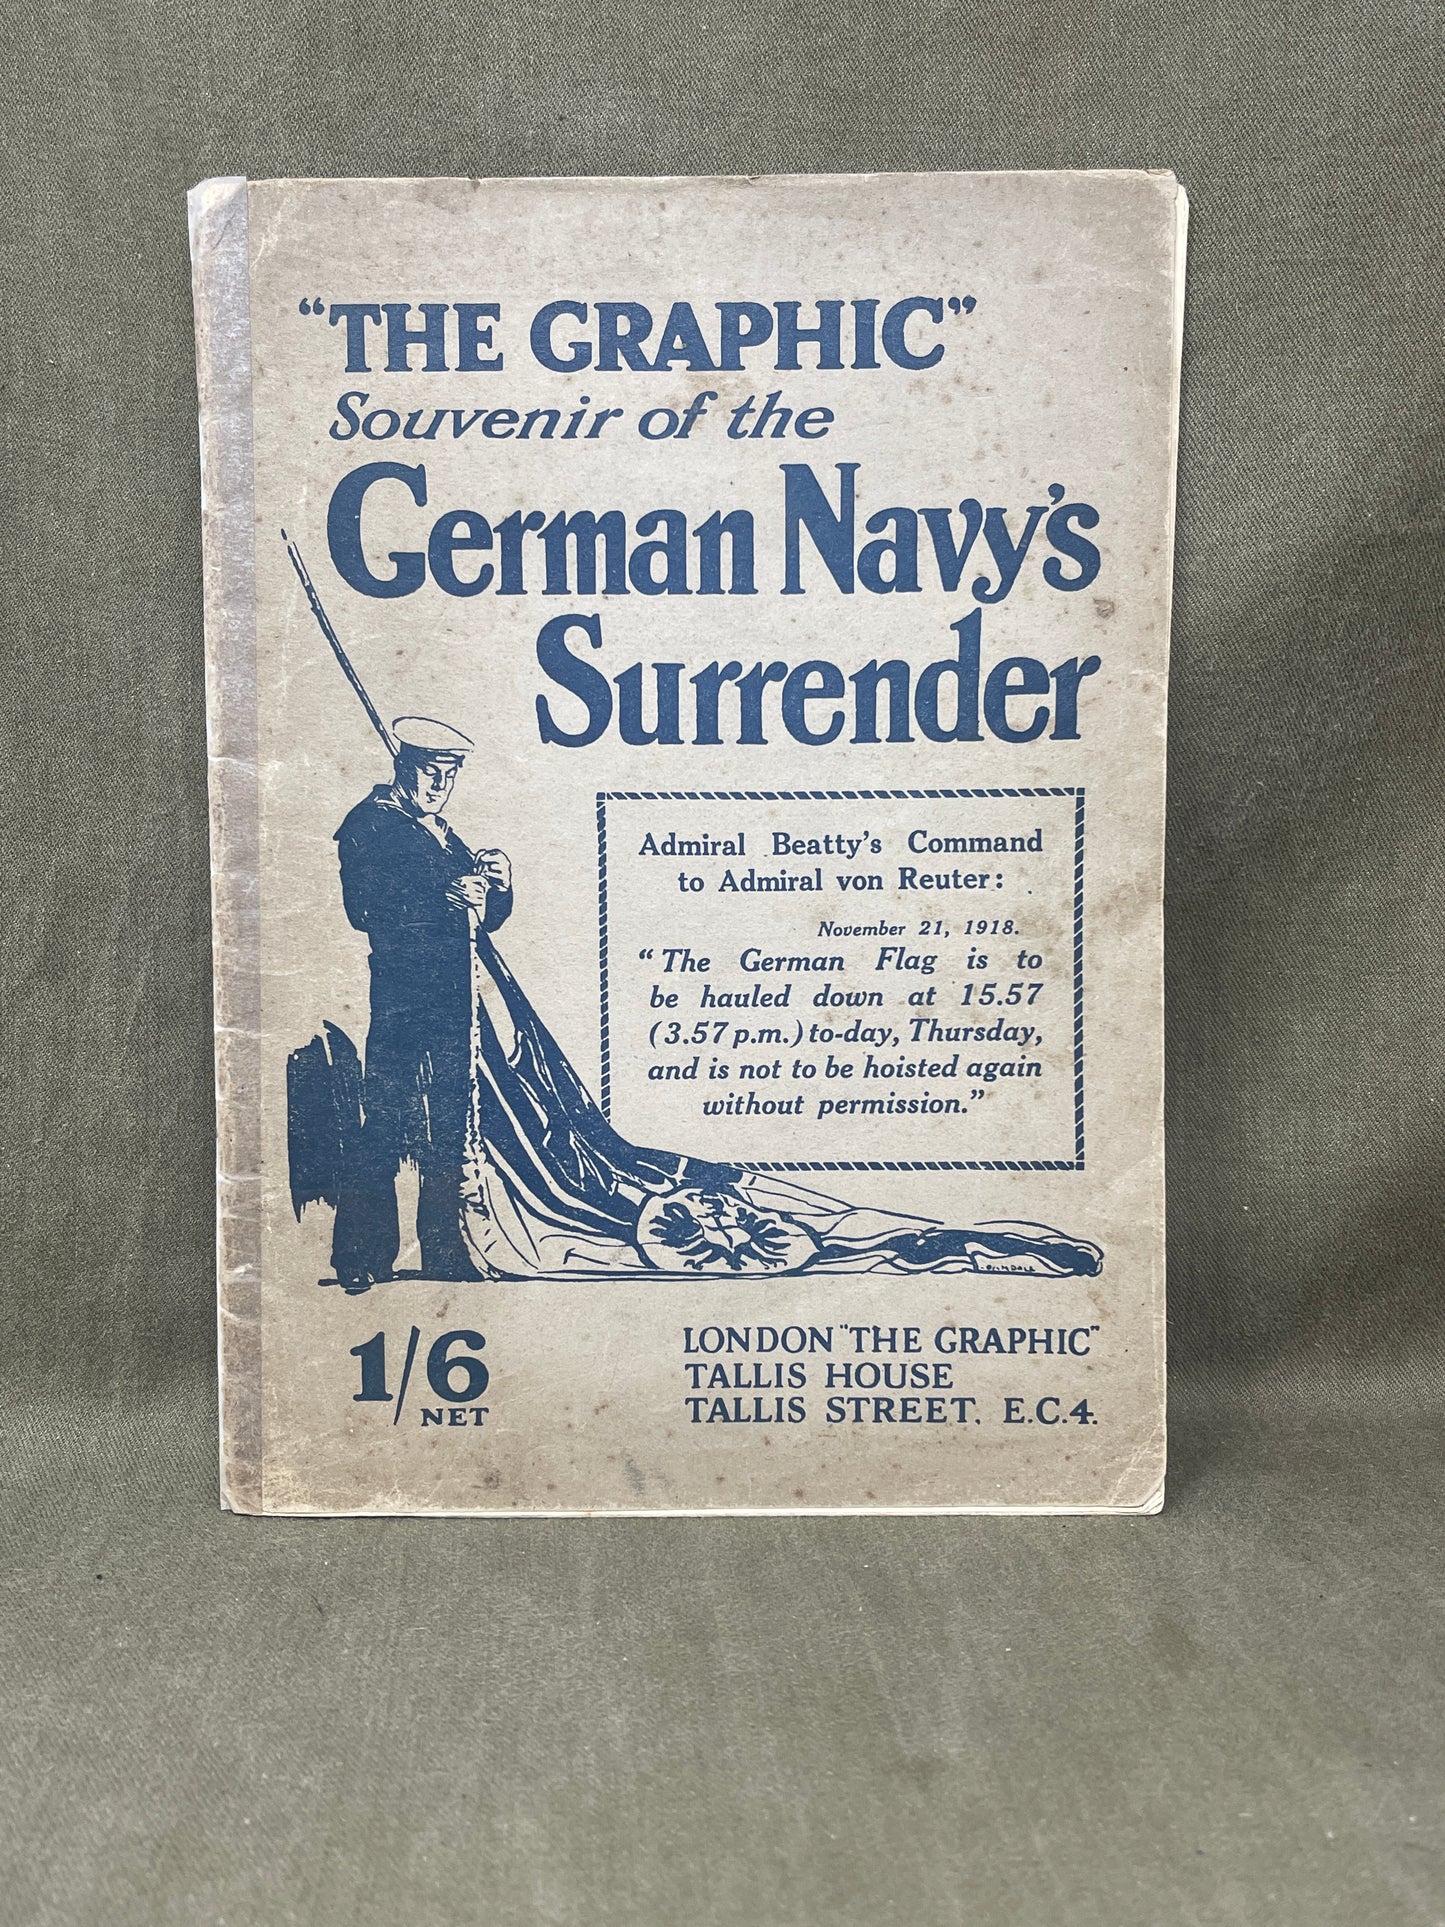 "THE GRAPHIC"
Souvenir of the
German Navy's
Surrender
Admiral Beatty's Command
to Admiral von Reuter:
November 21, 1918.
"The German Flag is to
be hauled down at 15.57
(3.57 p.m.) to-day, Thursday,
and is not to be hoisted again
without permission."
1/6
NET
LONDON "THE GRAPHIC"
TALLIS HOUSE
TALLIS STREET. E.C.4.